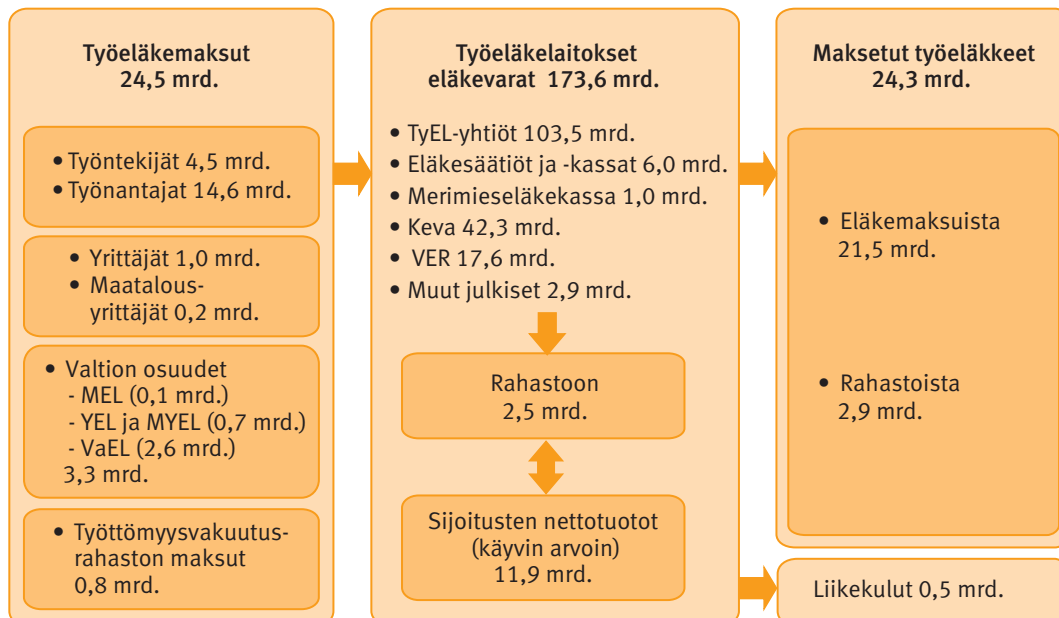 Työeläkemaksut
24,5 mrd.
• Työntekijät 4,5 mrd.
• Työnantajat 14,6 mrd.
• Yrittäjät 1,0 mrd.
• Maatalous-
yrittäjät 0,2 mrd.
• Valtion osuudet
- MEL (0,1 mrd.)
- YEL ja MYEL (0,7 mrd.)
- VaEL (2,6 mrd.)
3,3 mrd.
• Työttömyysvakuutus-
rahaston maksut
0,8 mrd.
Työeläkelaitokset
eläkevarat 173,6 mrd.
• TyEL-yhtiöt 103,5 mrd.
• Eläkesäätiöt ja -kassat 6,0 mrd.
• Merimieseläkekassa 1,0 mrd.
• Keva 42,3 mrd.
• VER 17,6 mrd.
• Muut julkiset 2,9 mrd.
Rahastoon
2,5 mrd.
Sijoitusten nettotuotot
(käyvin arvoin)
11,9 mrd.
Maksetut työeläkkeet
24,3 mrd.
• Eläkemaksuista
21,5 mrd.
• Rahastoista
2,9 mrd.
Liikekulut 0,5 mrd.